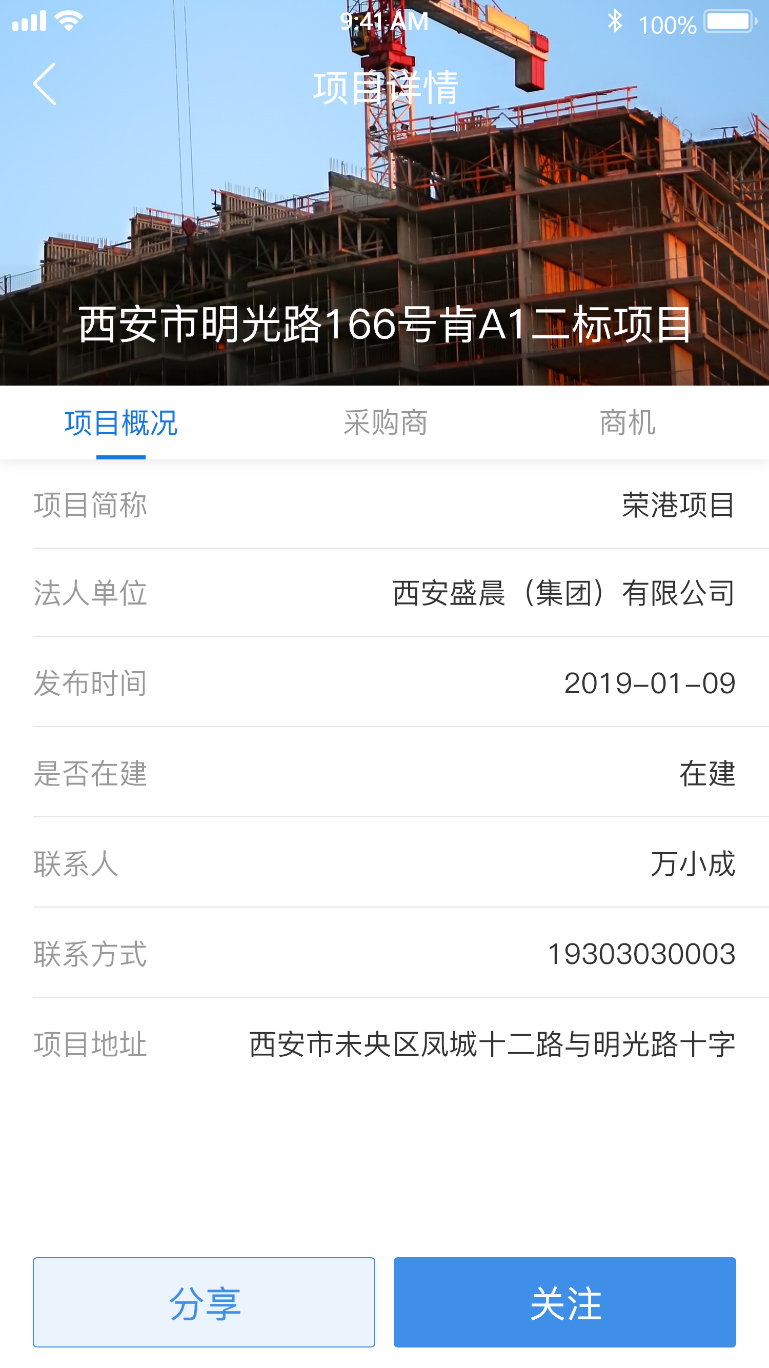 9:41 AM
100%
项目详情
西安市明光路166号肯A1二标项目
项目概况
采购商
商机
项目简称
荣港项目
法人单位
西安盛晨（集团）有限公司
发布时间
2019-01-09
是否在建
在建
联系人
万小成
联系方式
19303030003
项目地址
西安市未央区凤城十二路与明光路十字
分享
关注